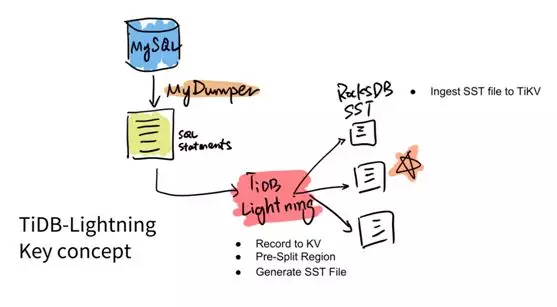 MySQL
MyDumper
SQL
Statments
RocksDB
SST
• Ingest SST file to TiKV
TiDB
Lightning
• Record to KV
• Pre-Split Region
• Generate SST File
TiDB-Lightning
Key concept